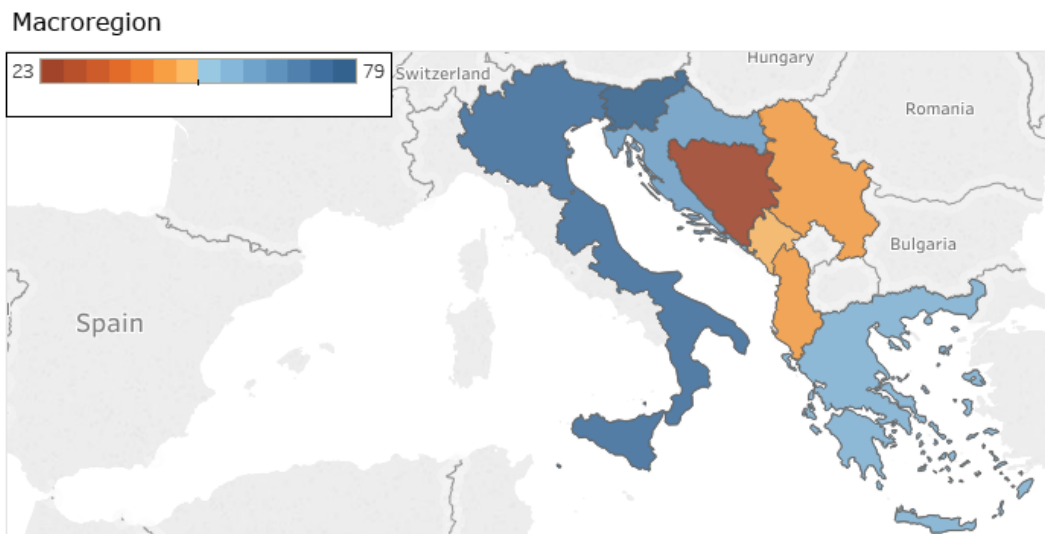 Macroregion
23
79
Switzerland
Hungary
Romania
Bulgaria
Spain